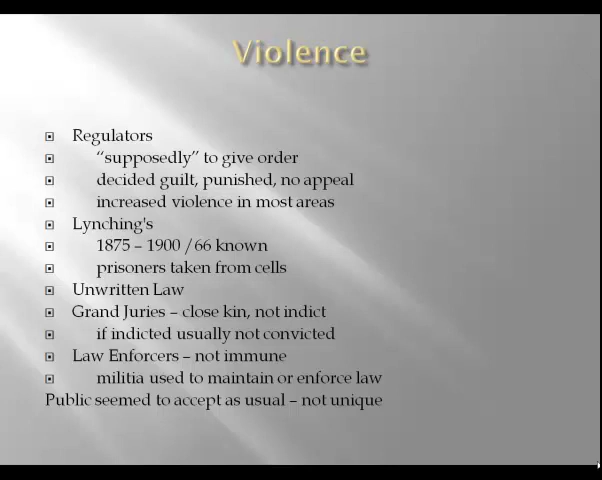 Violence
Regulators
“supposedly” to give order
decided guilt, punished, no appeal
increased violence in most areas
Lynching's
1875 – 1900 /66 known
prisoners taken from cells
Unwritten Law
Grand Juries – close kin, not indict
if indicted usually not convicted
Law Enforcers – not immune
militia used to maintain or enforce law
Public seemed to accept as usual – not unique